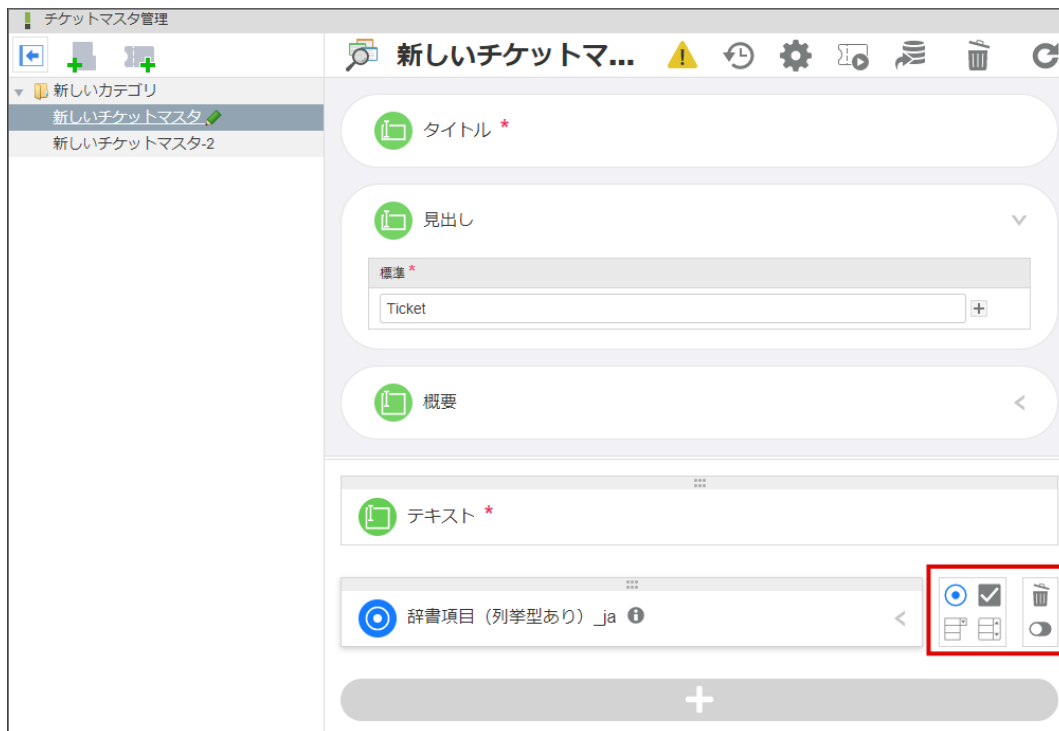 チケットマスタ管理
新しいチケットマ...
新しいカテゴリ
新しいチケットマスタ
新しいチケットマスタ-2
タイトル *
見出し
標準 *
Ticket
概要
テキスト *
辞書項目（列挙型あり）_ja